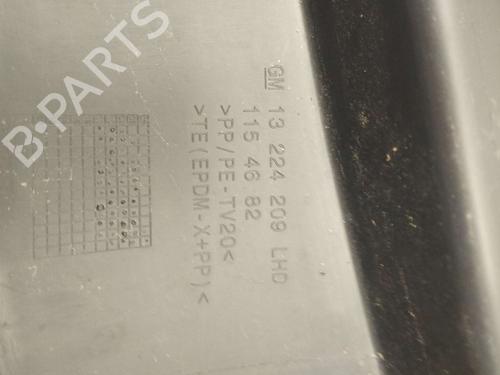 B-PARTS
GM 13 224 209 LHD
115 46 82
>PP/PE-TV20<
>TE(EPDM-X+PP)<